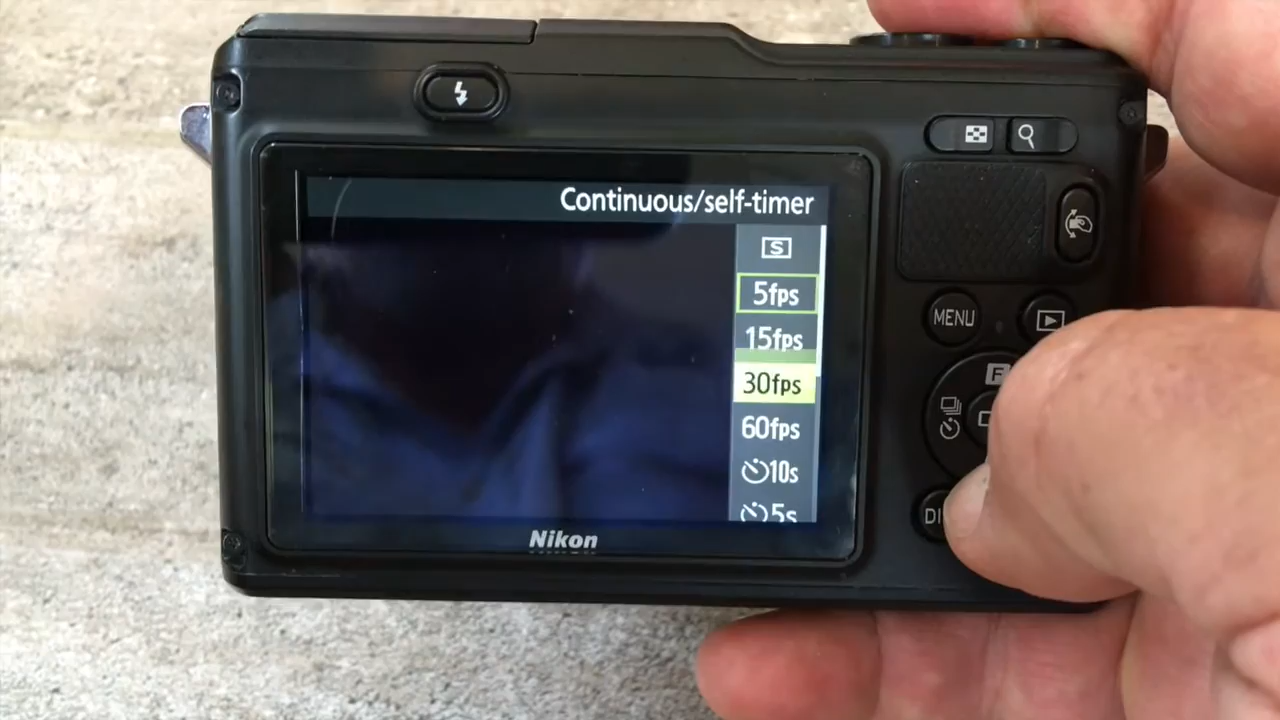 Continuous/self-timer
S
5fps
15fps
30fps
60fps
10s
5s
MENU
F
Nikon